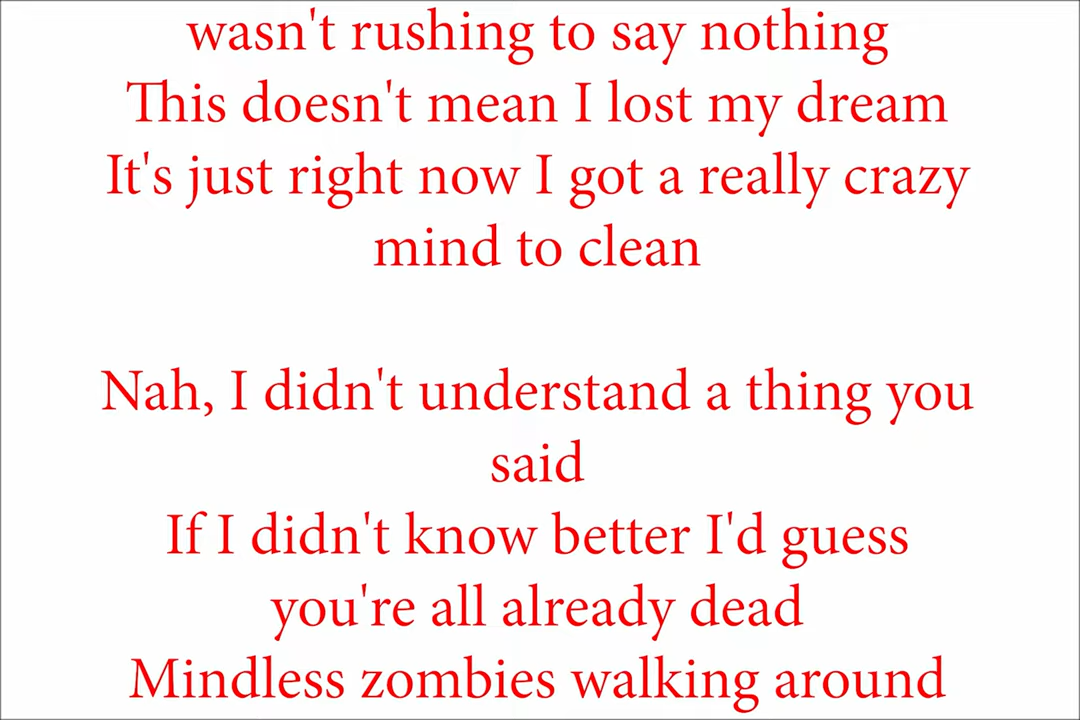 wasn't rushing to say nothing
This doesn't mean I lost my dream
It's just right now I got a really crazy
mind to clean
Nah, I didn't understand a thing you
said
If I didn't know better I'd guess
you're all already dead
Mindless zombies walking around